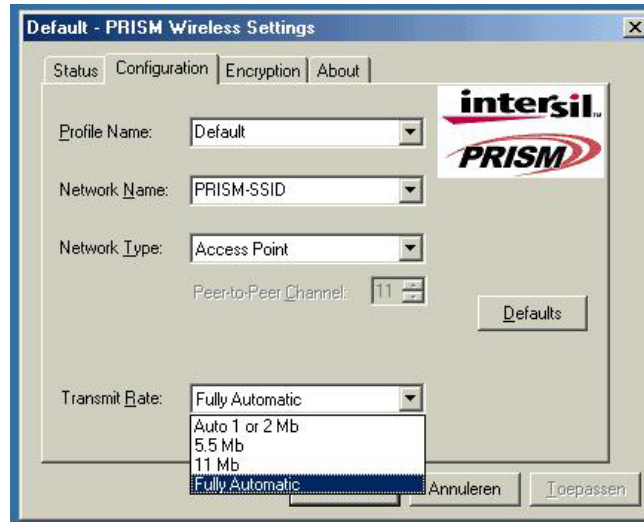 Default - PRISM Wireless Settings
Status Configuration Encryption About
intersil™
PRISM
Profile Name: Default
Network Name: PRISM-SSID
Network Type: Access Point
Peer-to-Peer Channel: 11
Defaults
Transmit Rate: Fully Automatic
Auto 1 or 2 Mb
5.5 Mb
11 Mb
Fully Automatic
Annuleren Toepassen